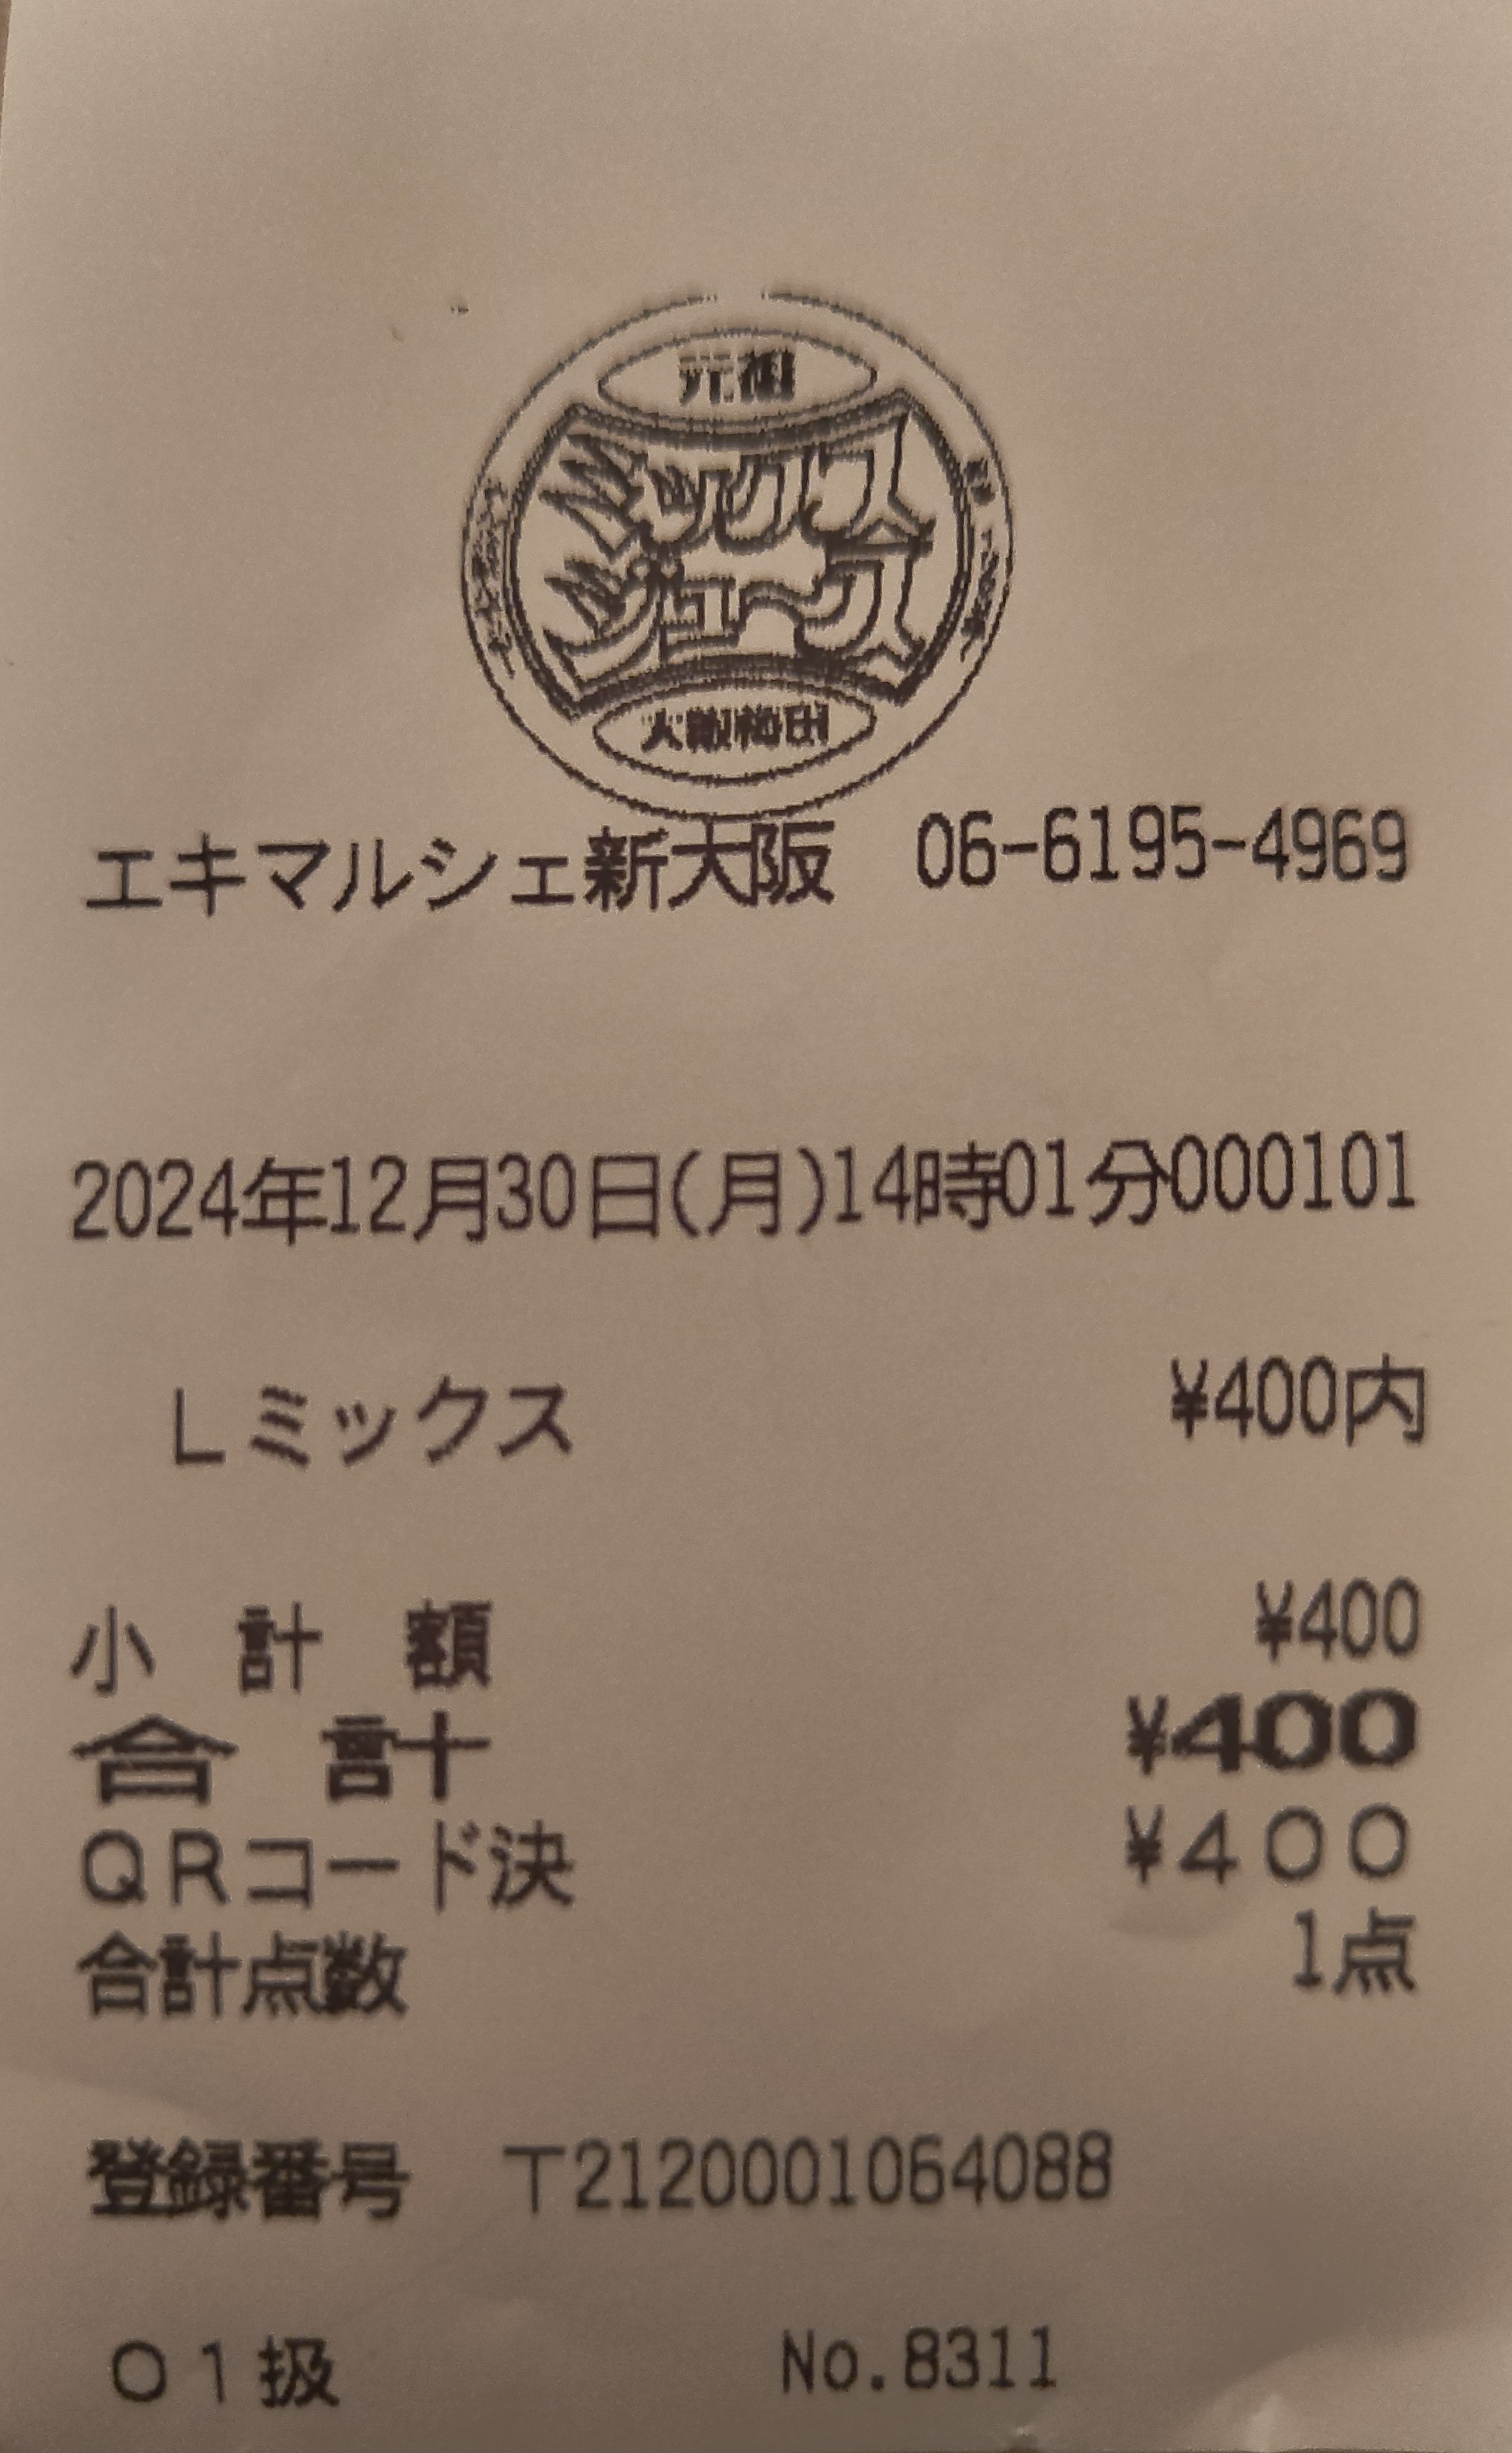 元祖
ミックス
ジュース
大阪梅田
エキマルシェ新大阪 06-6195-4969
2024年12月30日(月)14時01分000101
Lミックス ¥400内
小 計 額 ¥400
合 計 ¥400
QRコード決 ¥400
合計点数 1点
登録番号 T2120001064088
01扱 No.8311